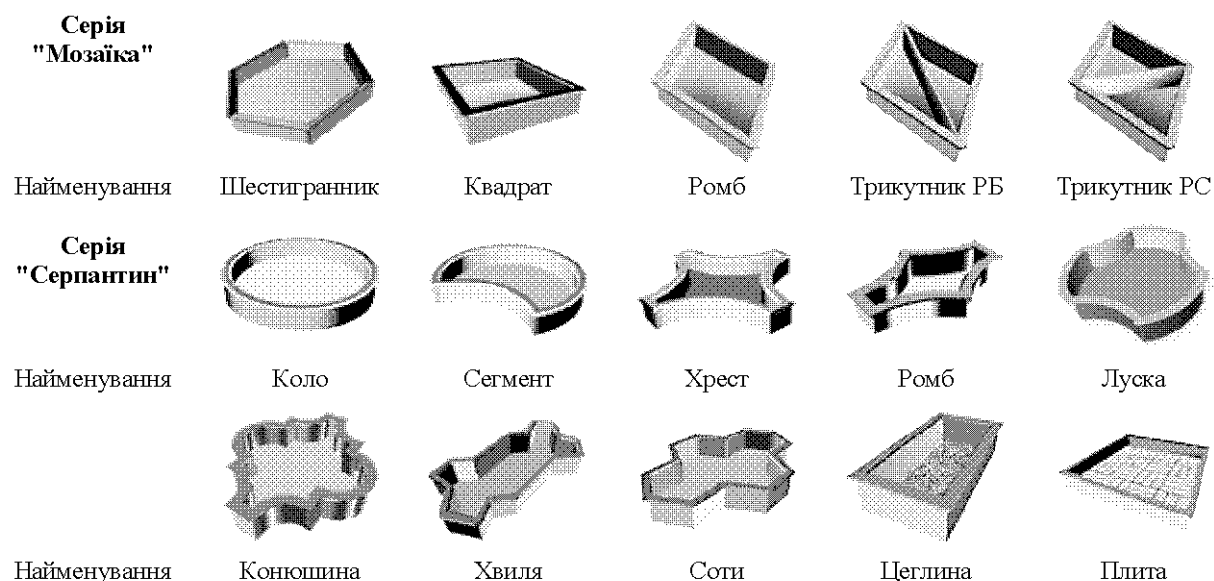 Серія
"Мозаїка"
Найменування Шестигранник Квадрат Ромб Трикутник РБ Трикутник РС
Серія
"Серпантин"
Найменування Коло Сегмент Хрест Ромб Луска
Найменування Конюшина Хвиля Соти Цеглина Плита